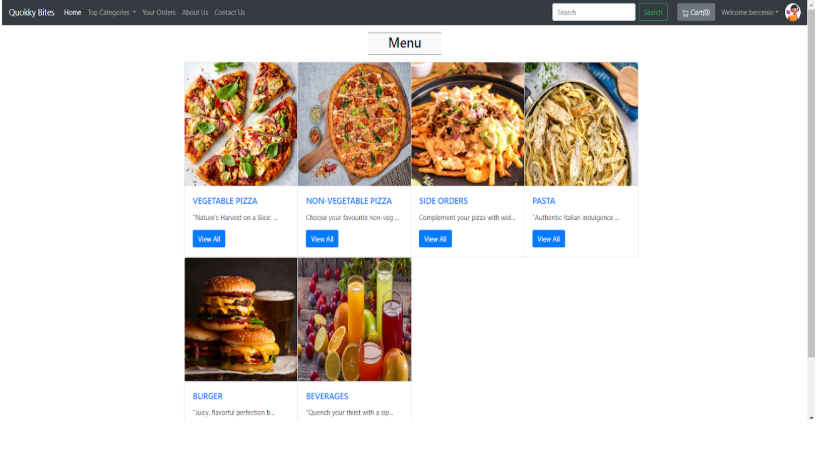 Quokky Bites Home Top Categories Your Orders About Us Contact Us Search Search Cart(0) Welcome bercenio
Menu
VEGETABLE PIZZA
"Nature's Harvest on a Slice: ...
View All
NON-VEGETABLE PIZZA
Choose your favourite non-veg ...
View All
SIDE ORDERS
Complement your pizza with wid...
View All
PASTA
"Authentic Italian indulgence ...
View All
BURGER
"Juicy, flavorful perfection b...
BEVERAGES
"Quench your thirst with a sip...